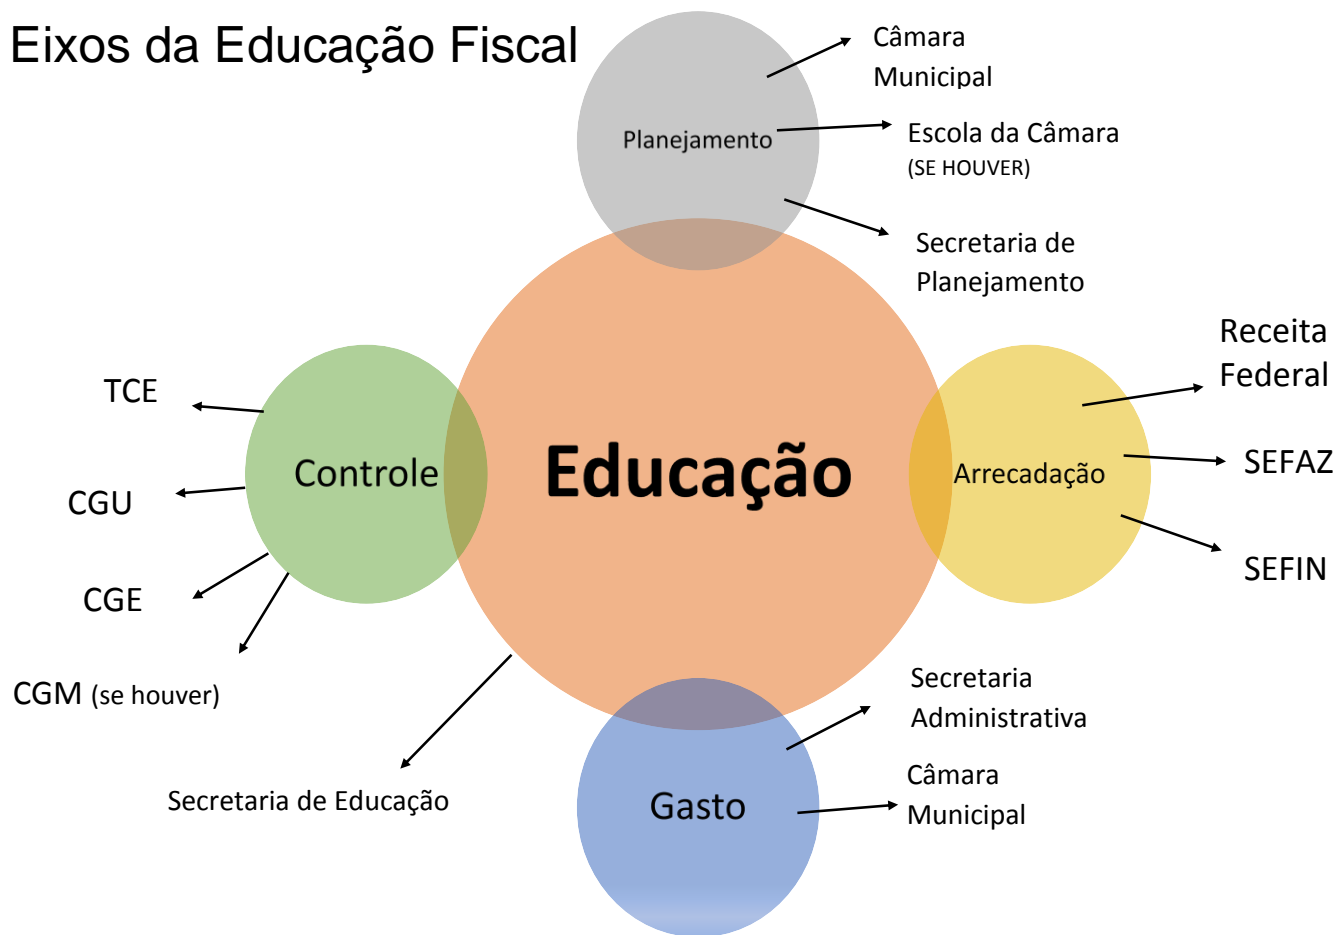 Eixos da Educação Fiscal
Câmara
Municipal
Planejamento
Escola da Câmara
(SE HOUVER)
Secretaria de
Planejamento
Receita
Federal
TCE
Controle
Educação
Arrecadação
SEFAZ
CGU
SEFIN
CGE
CGM (se houver)
Secretaria
Administrativa
Secretaria de Educação
Gasto
Câmara
Municipal